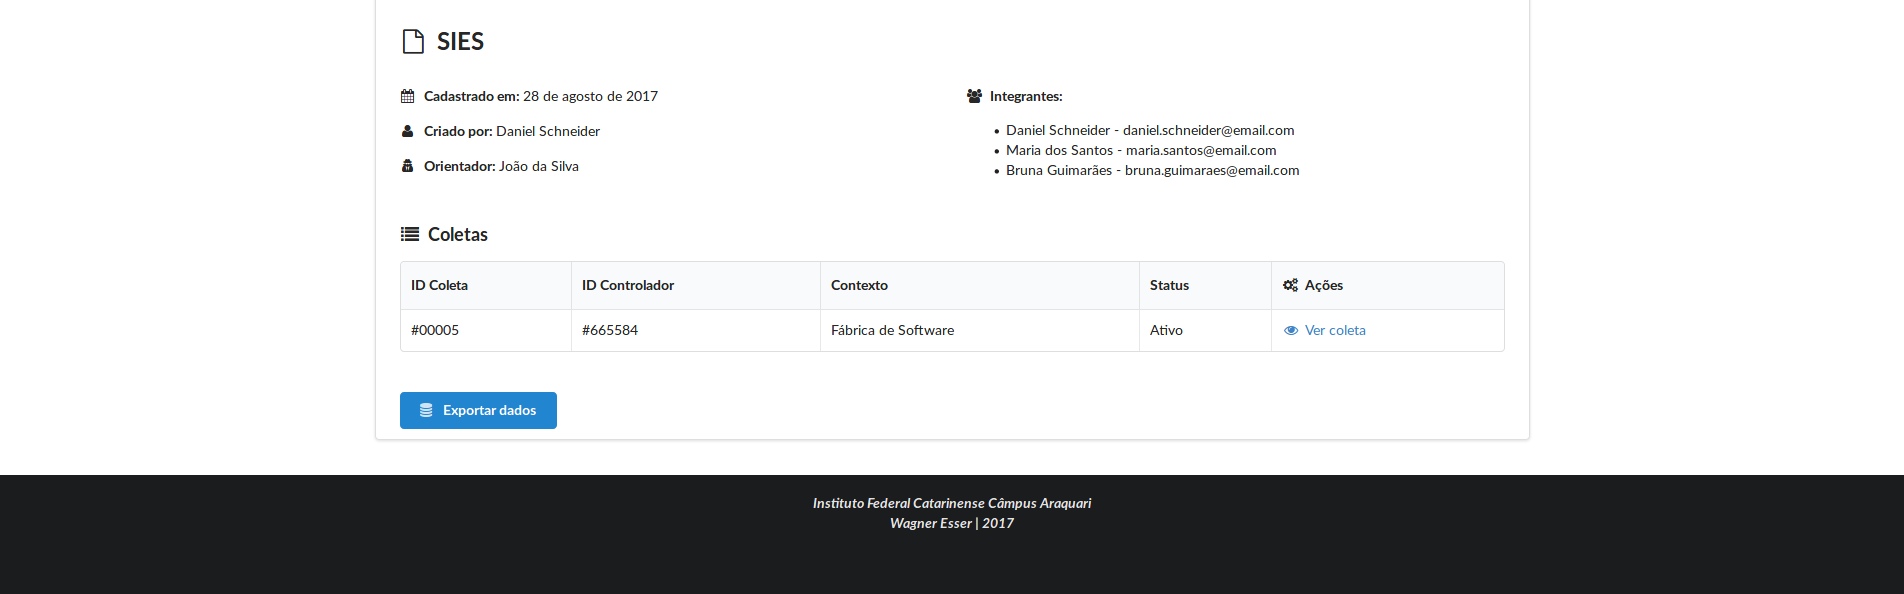 SIES
Cadastrado em: 28 de agosto de 2017
Criado por: Daniel Schneider
Orientador: João da Silva
Integrantes:
• Daniel Schneider - daniel.schneider@email.com
• Maria dos Santos - maria.santos@email.com
• Bruna Guimarães - bruna.guimaraes@email.com
Coletas
ID Coleta ID Controlador Contexto Status Ações
#00005 #665584 Fábrica de Software Ativo Ver coleta
Exportar dados
Instituto Federal Catarinense Câmpus Araquari
Wagner Esser | 2017